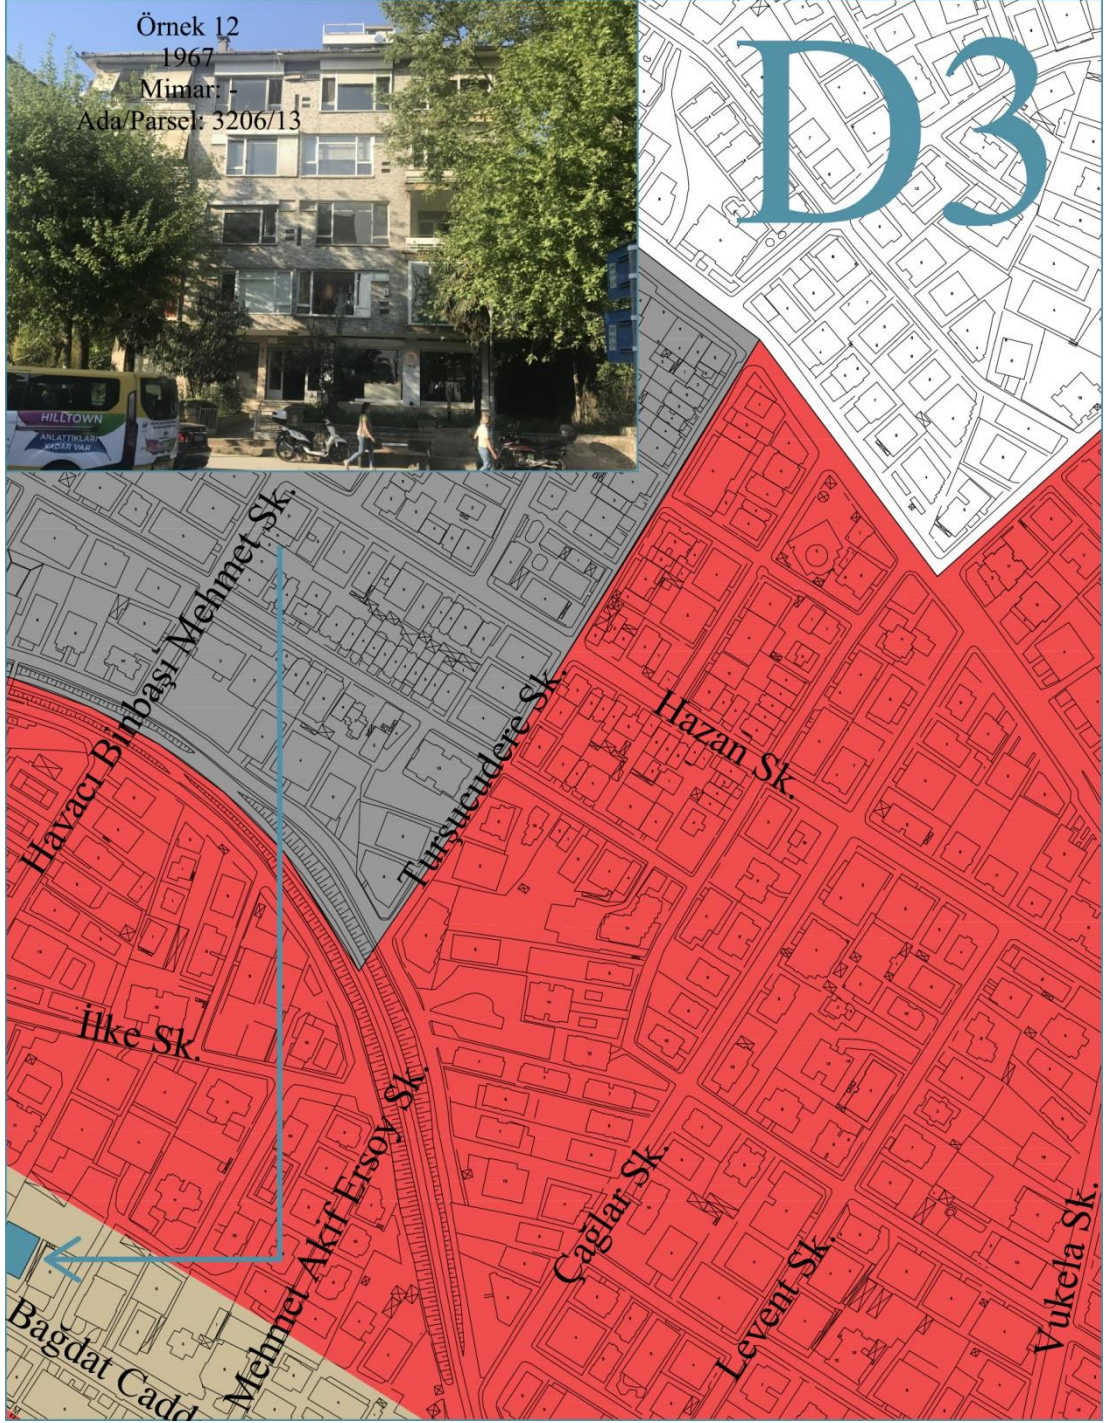 Örnek 12
1967
Mimar: -
Ada/Parsel: 3206/13
D3
HILLTOWN
ANLATTIKLARI
KADAR VAR
Havacı Binbaşı Mehmet Sk.
Turşucudere Sk.
Hazan Sk.
İlke Sk.
Mehmet Akif Ersoy Sk.
Çağlar Sk.
Levent Sk.
Vukela Sk.
Bağdat Cadd